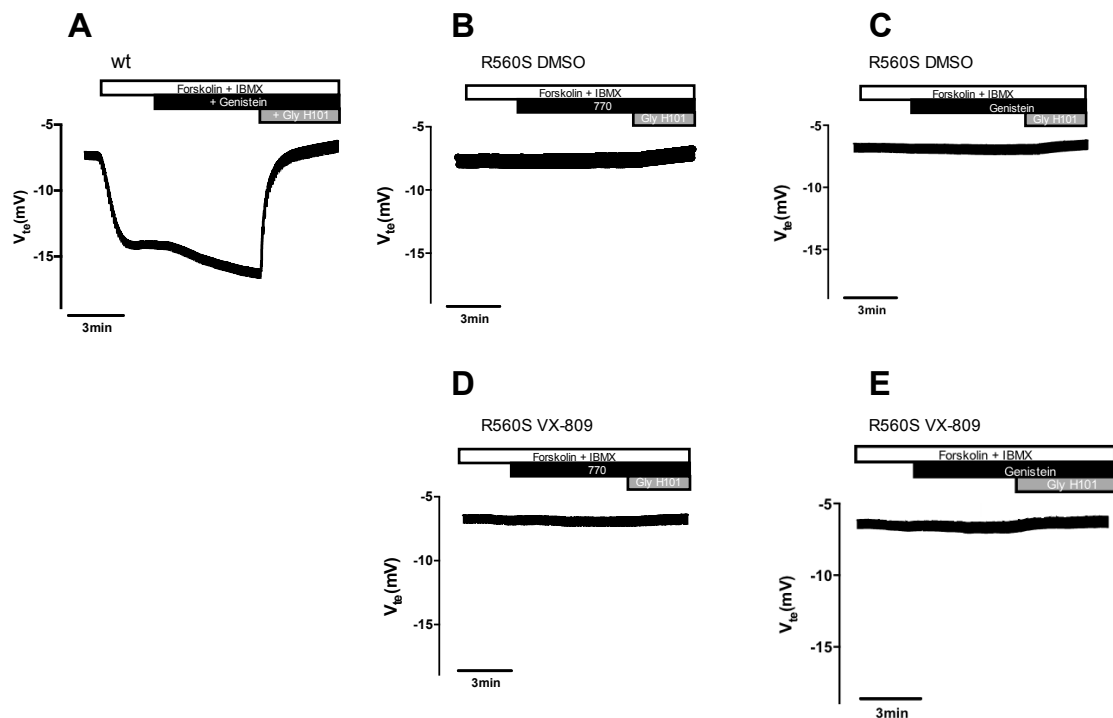 A
wt
Forskolin + IBMX
+ Genistein
+ Gly H101
-5
-10
-15
Vte(mV)
3min
B
R560S DMSO
Forskolin + IBMX
770
Gly H101
-5
-10
-15
Vte(mV)
3min
C
R560S DMSO
Forskolin + IBMX
Genistein
Gly H101
-5
-10
-15
Vte(mV)
3min
D
R560S VX-809
Forskolin + IBMX
770
Gly H101
-5
-10
-15
Vte(mV)
3min
E
R560S VX-809
Forskolin + IBMX
Genistein
Gly H101
-5
-10
-15
Vte(mV)
3min